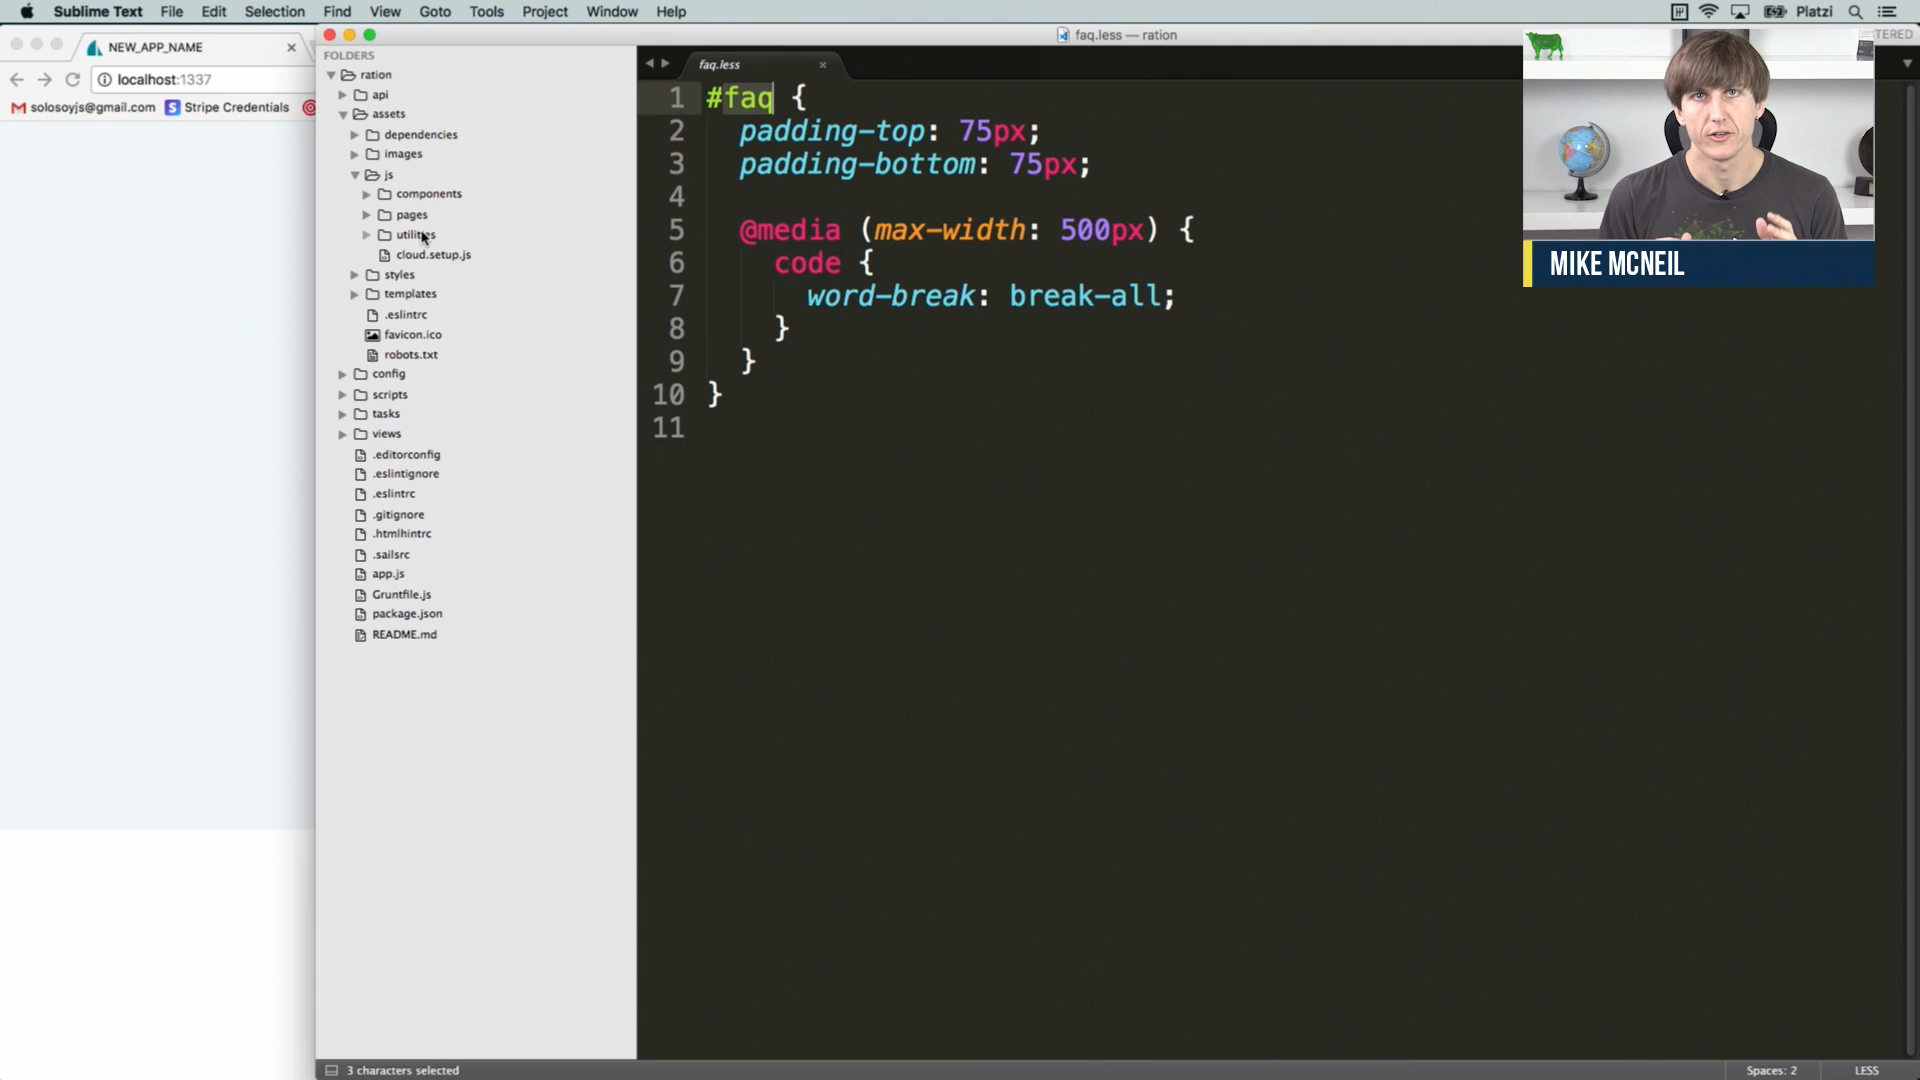 Sublime Text File Edit Selection Find View Goto Tools Project Window Help Platzi
NEW_APP_NAME
localhost:1337
solosoyjs@gmail.com Stripe Credentials
faq.less — ration
TERED
FOLDERS
ration
api
assets
dependencies
images
js
components
pages
utilities
cloud.setup.js
styles
templates
.eslintrc
favicon.ico
robots.txt
config
scripts
tasks
views
.editorconfig
.eslintignore
.eslintrc
.gitignore
.htmlhintrc
.sailsrc
app.js
Gruntfile.js
package.json
README.md
faq.less
1 #faq {
2 padding-top: 75px;
3 padding-bottom: 75px;
4
5 @media (max-width: 500px) {
6 code {
7 word-break: break-all;
8 }
9 }
10 }
11
MIKE MCNEIL
3 characters selected
Spaces: 2 LESS